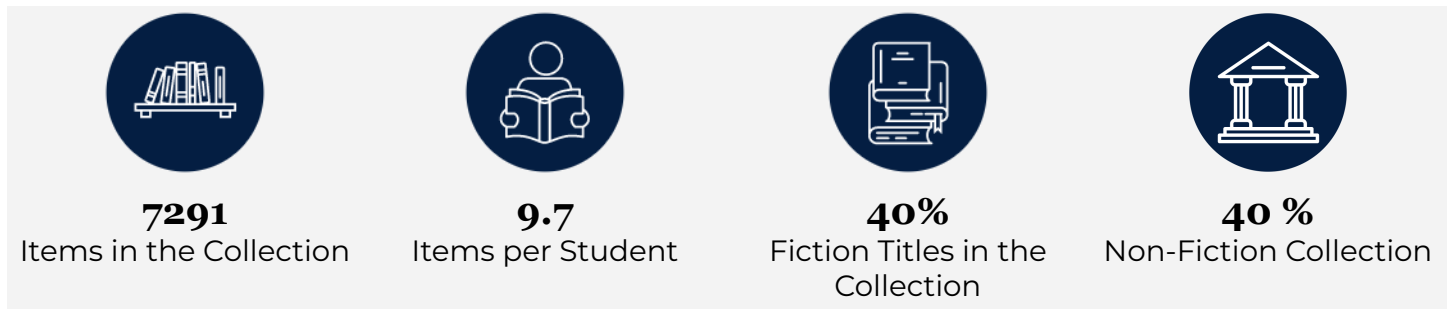 7291
Items in the Collection
9.7
Items per Student
40%
Fiction Titles in the
Collection
40 %
Non-Fiction Collection